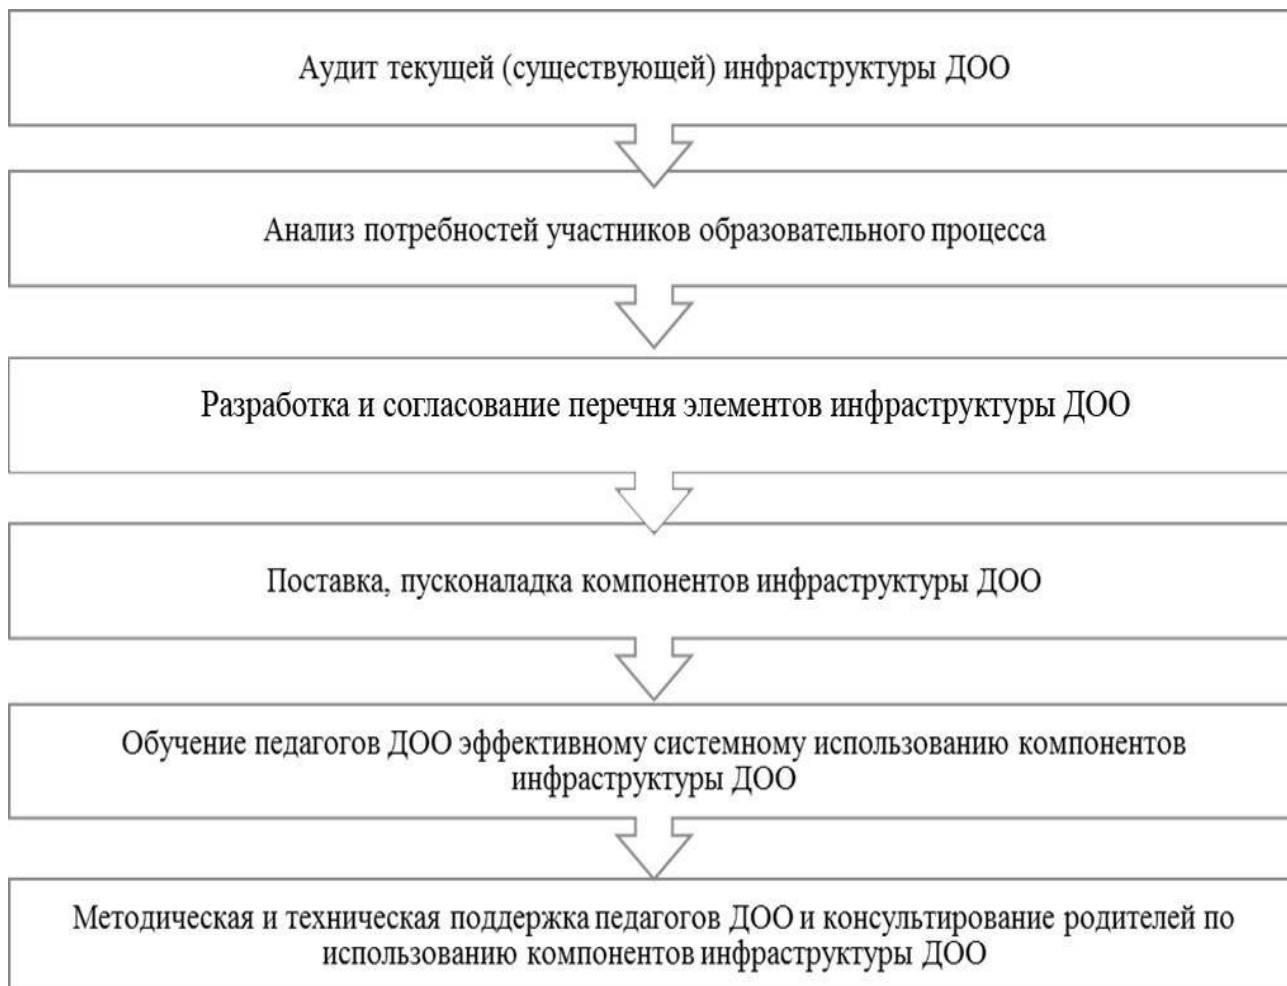 Аудит текущей (существующей) инфраструктуры ДОО
Анализ потребностей участников образовательного процесса
Разработка и согласование перечня элементов инфраструктуры ДОО
Поставка, пусконаладка компонентов инфраструктуры ДОО
Обучение педагогов ДОО эффективному системному использованию компонентов
инфраструктуры ДОО
Методическая и техническая поддержка педагогов ДОО и консультирование родителей по
использованию компонентов инфраструктуры ДОО